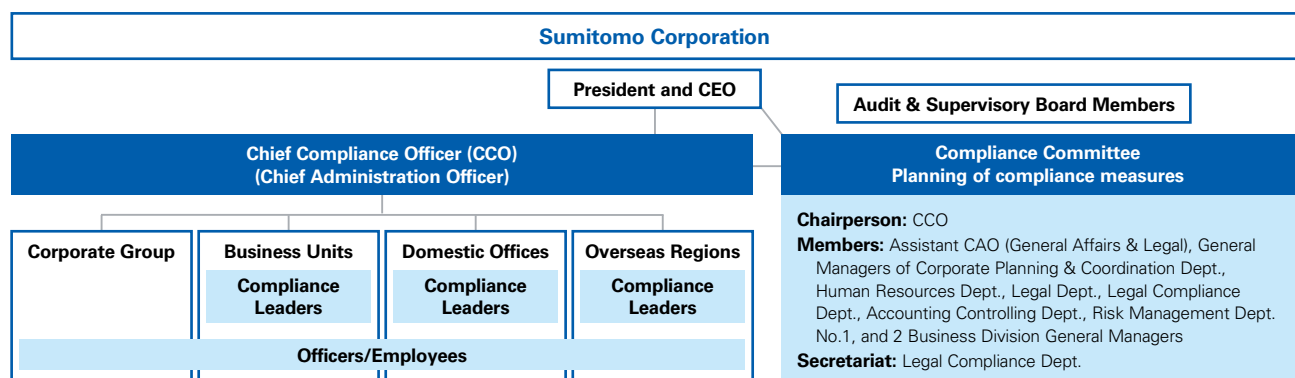 Sumitomo Corporation
President and CEO
Audit & Supervisory Board Members
Chief Compliance Officer (CCO)
(Chief Administration Officer)
Compliance Committee
Planning of compliance measures
Corporate Group
Business Units
Compliance
Leaders
Domestic Offices
Compliance
Leaders
Overseas Regions
Compliance
Leaders
Officers/Employees
Chairperson: CCO
Members: Assistant CAO (General Affairs & Legal), General
Managers of Corporate Planning & Coordination Dept.,
Human Resources Dept., Legal Dept., Legal Compliance
Dept., Accounting Controlling Dept., Risk Management Dept.
No.1, and 2 Business Division General Managers
Secretariat: Legal Compliance Dept.